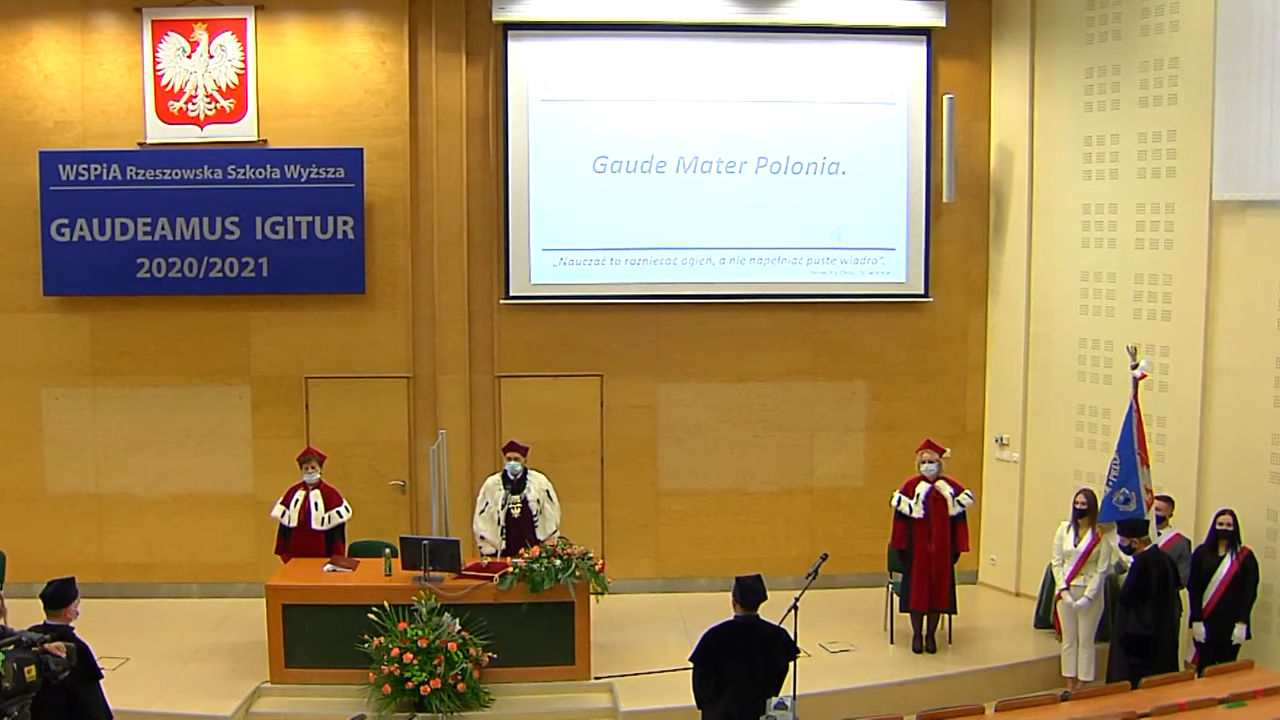 WSPiA Rzeszowska Szkoła Wyższa
GAUDEAMUS IGITUR
2020/2021
Gaude Mater Polonia.
„Nauczać to rozniecać ogień, a nie napełniać puste wiadro”.